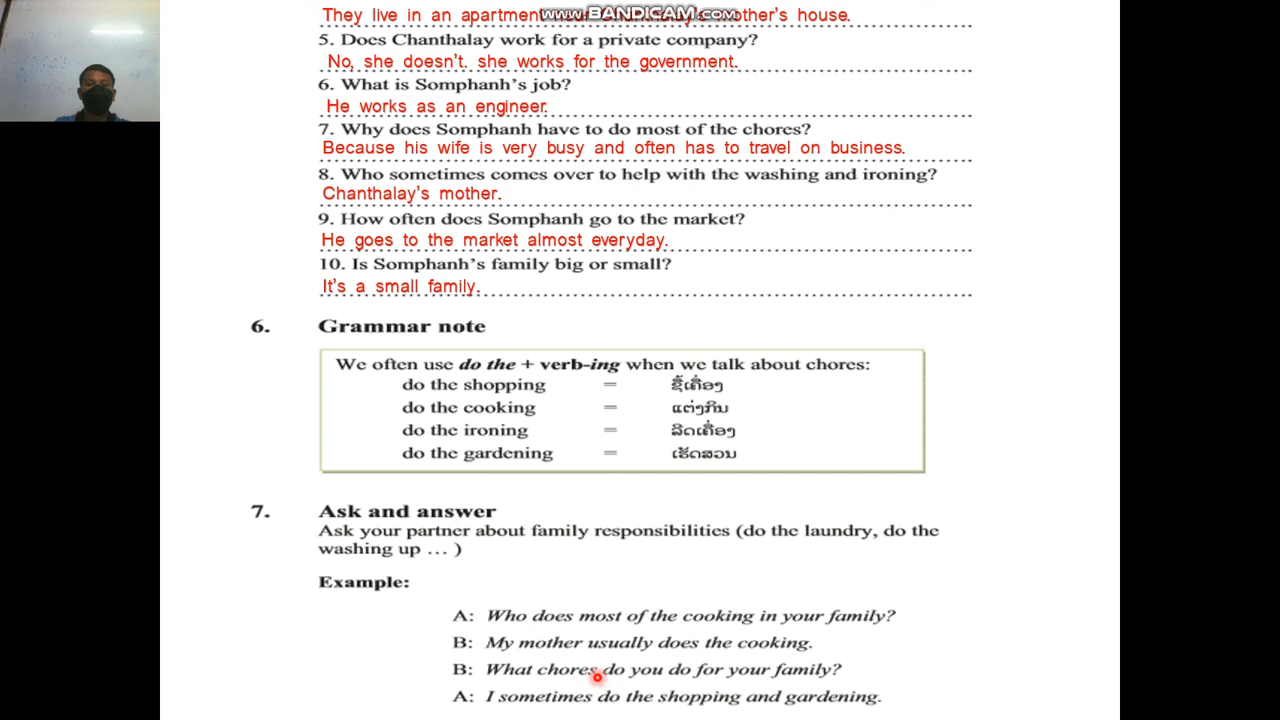 www.BANDICAM.com
They live in an apartment mother's house.
5. Does Chanthalay work for a private company?
No, she doesn't. she works for the government.
6. What is Somphanh's job?
He works as an engineer.
7. Why does Somphanh have to do most of the chores?
Because his wife is very busy and often has to travel on business.
8. Who sometimes comes over to help with the washing and ironing?
Chanthalay's mother.
9. How often does Somphanh go to the market?
He goes to the market almost everyday.
10. Is Somphanh's family big or small?
It's a small family.
6. Grammar note
We often use do the + verb-ing when we talk about chores:
do the shopping = ຊື້ເຄື່ອງ
do the cooking = ແຕ່ງກິນ
do the ironing = ລີດເຄື່ອງ
do the gardening = ເຮັດສວນ
7. Ask and answer
Ask your partner about family responsibilities (do the laundry, do the
washing up ... )
Example:
A: Who does most of the cooking in your family?
B: My mother usually does the cooking.
B: What chores do you do for your family?
A: I sometimes do the shopping and gardening.